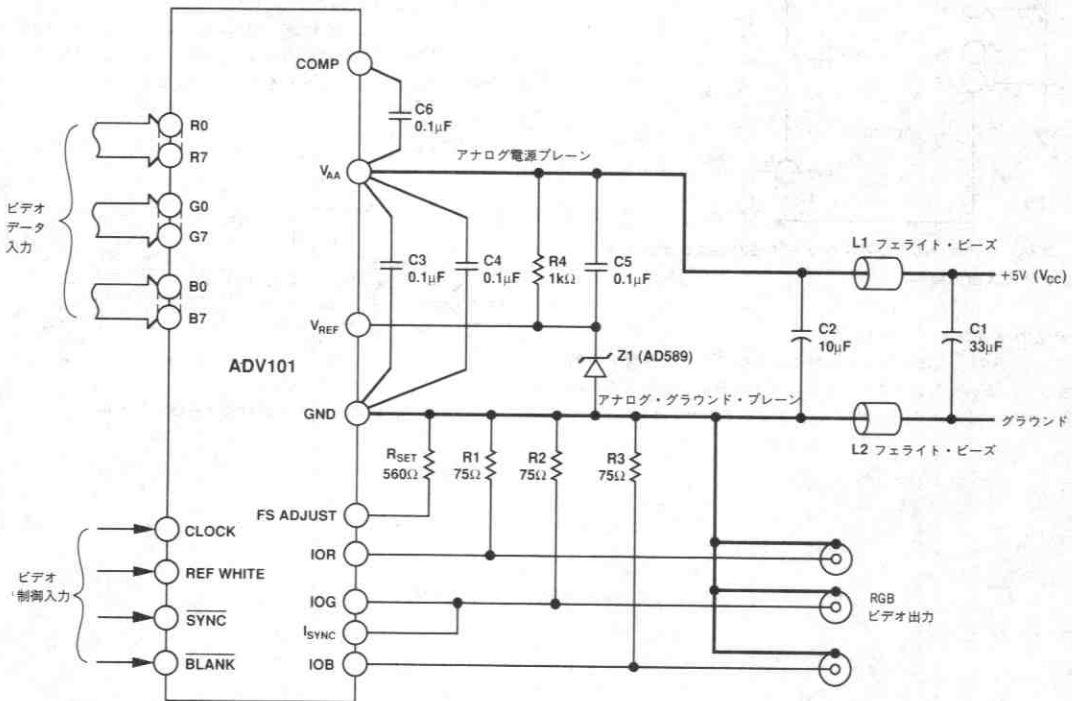 COMP
C6
0.1μF
R0
R7
V_AA
アナログ電源プレーン
ビデオ
データ
入力
G0
G7
C3
0.1μF
C4
0.1μF
R4
1kΩ
C5
0.1μF
L1 フェライト・ビーズ
+5V (V_CC)
B0
B7
V_REF
C2
10μF
C1
33μF
ADV101
Z1 (AD589)
GND
アナログ・グラウンド・プレーン
グラウンド
R_SET
560Ω
R1
75Ω
R2
75Ω
R3
75Ω
L2 フェライト・ビーズ
FS ADJUST
CLOCK
IOR
ビデオ
制御入力
REF WHITE
IOG
RGB
ビデオ出力
SYNC
I_SYNC
BLANK
IOB